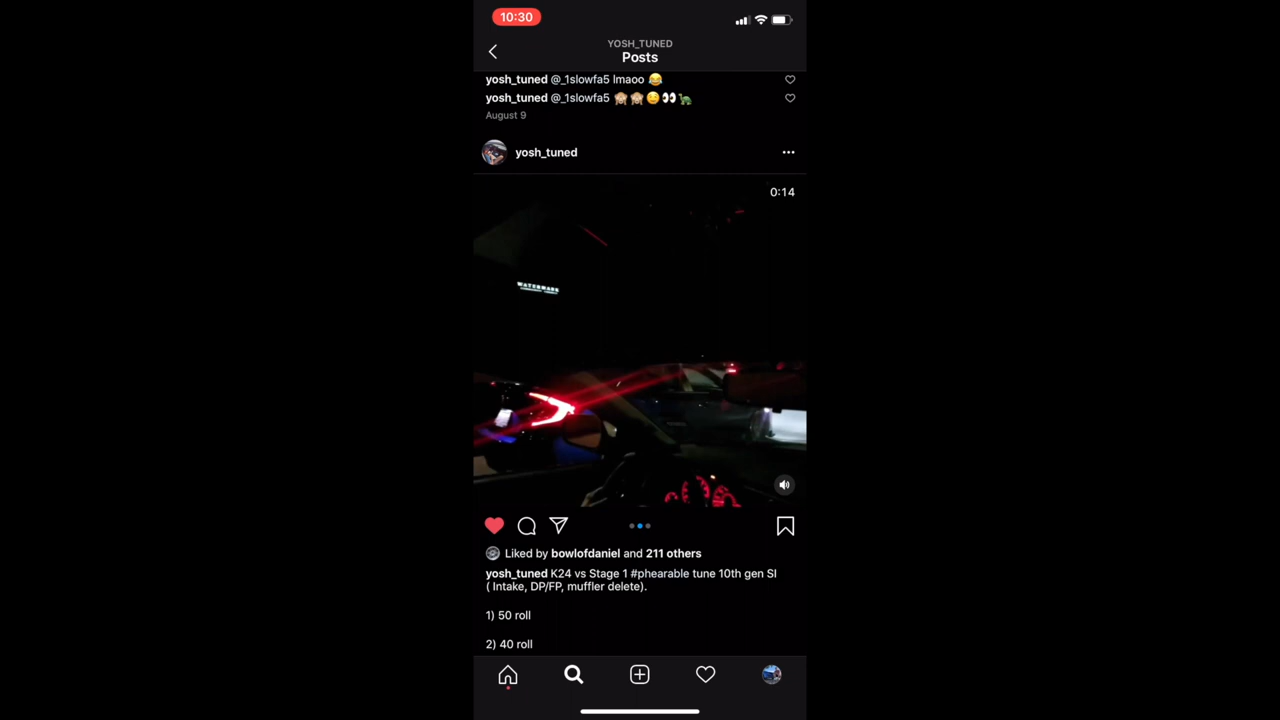 10:30
YOSH_TUNED
Posts
yosh_tuned @_1slowfa5 lmaoo 😂
yosh_tuned @_1slowfa5 🙈🙈🥴👀🐢
August 9
yosh_tuned
0:14
Liked by bowlofdaniel and 211 others
yosh_tuned K24 vs Stage 1 #phearable tune 10th gen SI
( Intake, DP/FP, muffler delete).
1) 50 roll
2) 40 roll